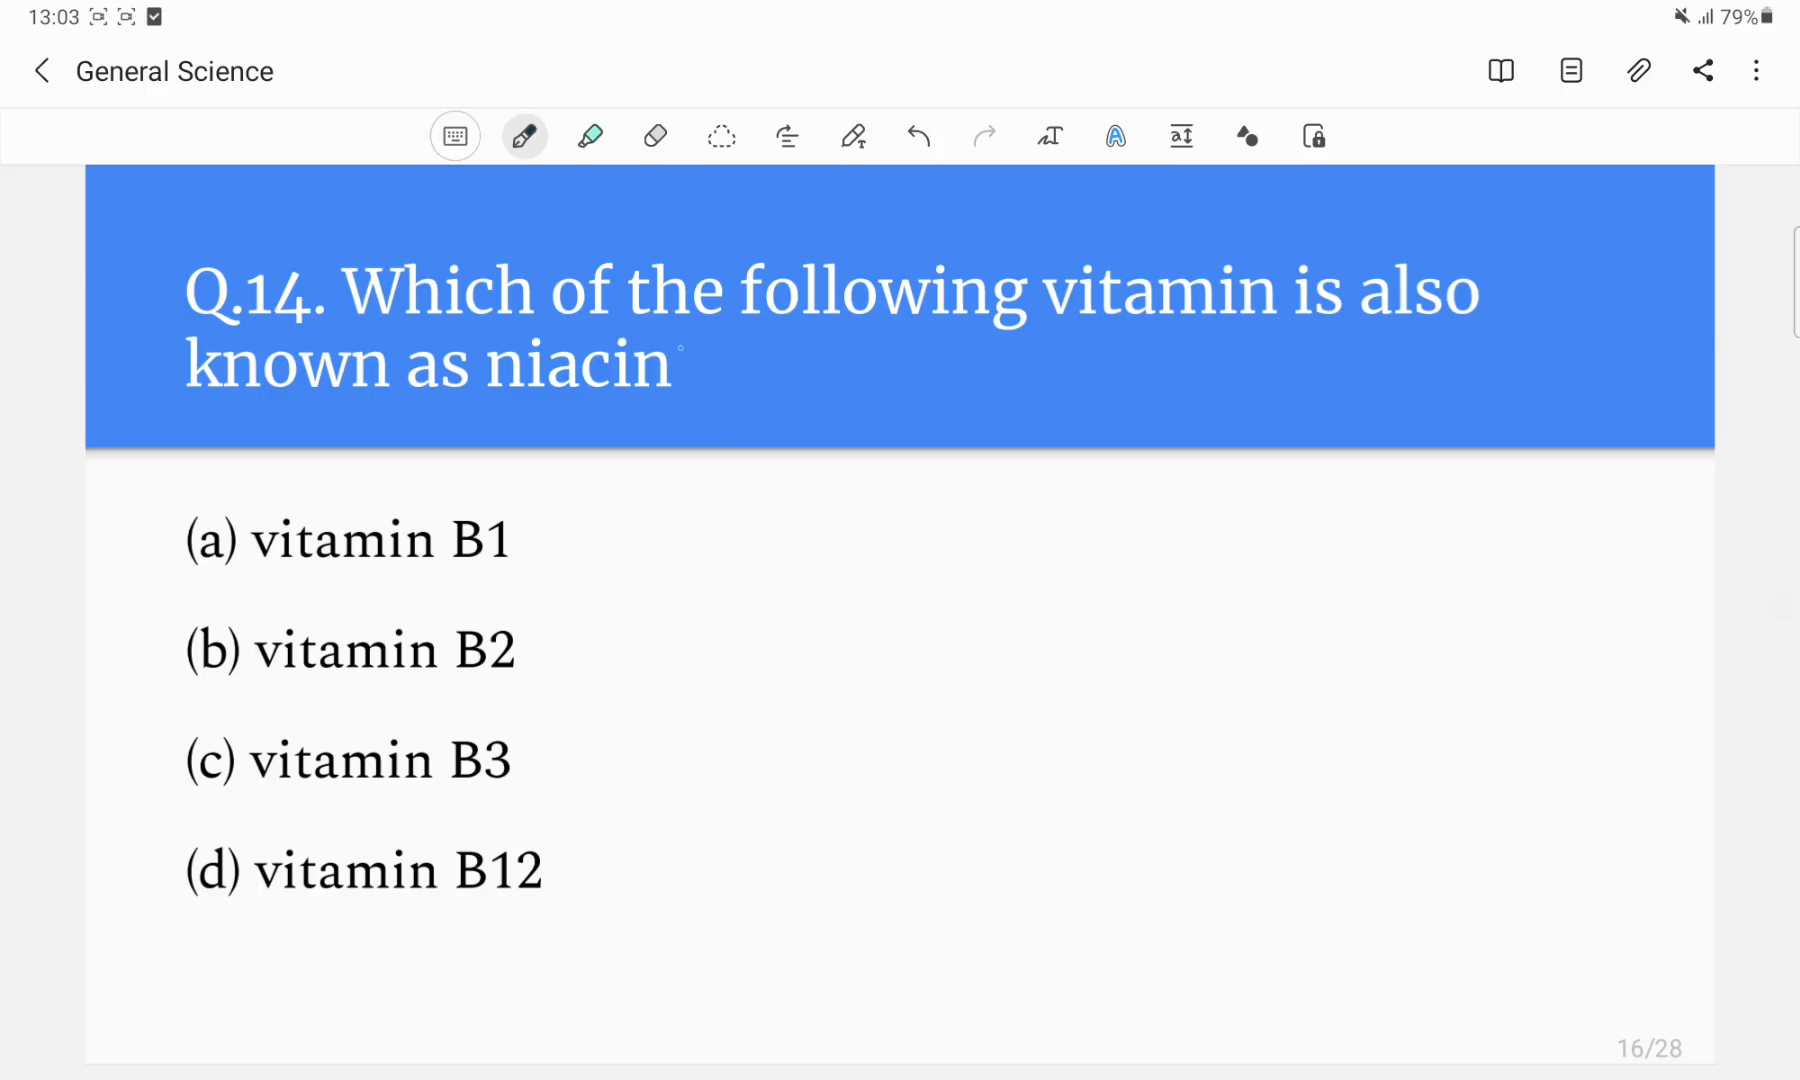 13:03
79%
General Science
Q.14. Which of the following vitamin is also
known as niacin
(a) vitamin B1
(b) vitamin B2
(c) vitamin B3
(d) vitamin B12
16/28